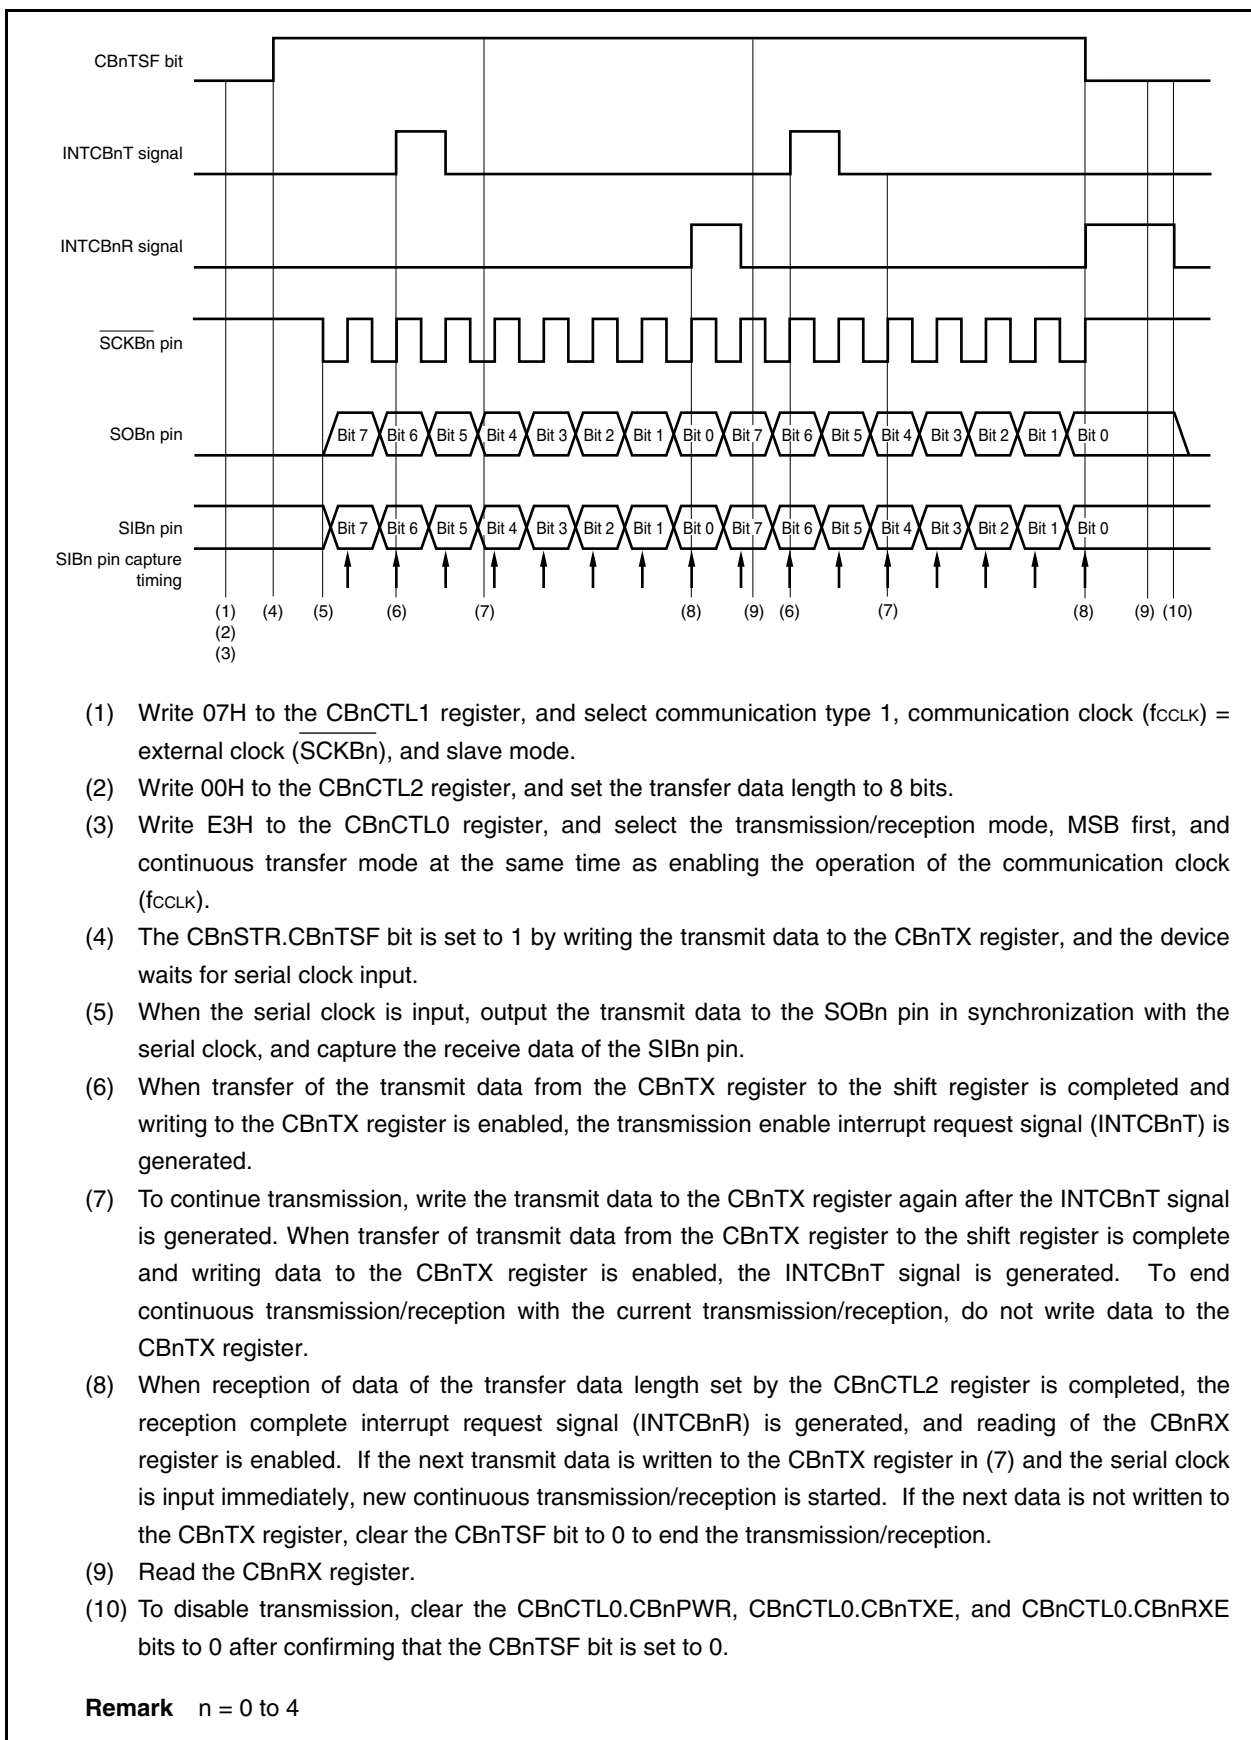 CBnTSF bit
INTCBnT signal
INTCBnR signal
SCKBn pin
SOBn pin
Bit 7 Bit 6 Bit 5 Bit 4 Bit 3 Bit 2 Bit 1 Bit 0 Bit 7 Bit 6 Bit 5 Bit 4 Bit 3 Bit 2 Bit 1 Bit 0
SIBn pin
Bit 7 Bit 6 Bit 5 Bit 4 Bit 3 Bit 2 Bit 1 Bit 0 Bit 7 Bit 6 Bit 5 Bit 4 Bit 3 Bit 2 Bit 1 Bit 0
SIBn pin capture
timing
(1) (4) (5) (6) (7) (8) (9) (6) (7) (8) (9) (10)
(2)
(3)
(1) Write 07H to the CBnCTL1 register, and select communication type 1, communication clock (fCCLK) =
external clock (SCKBn), and slave mode.
(2) Write 00H to the CBnCTL2 register, and set the transfer data length to 8 bits.
(3) Write E3H to the CBnCTL0 register, and select the transmission/reception mode, MSB first, and
continuous transfer mode at the same time as enabling the operation of the communication clock
(fCCLK).
(4) The CBnSTR.CBnTSF bit is set to 1 by writing the transmit data to the CBnTX register, and the device
waits for serial clock input.
(5) When the serial clock is input, output the transmit data to the SOBn pin in synchronization with the
serial clock, and capture the receive data of the SIBn pin.
(6) When transfer of the transmit data from the CBnTX register to the shift register is completed and
writing to the CBnTX register is enabled, the transmission enable interrupt request signal (INTCBnT) is
generated.
(7) To continue transmission, write the transmit data to the CBnTX register again after the INTCBnT signal
is generated. When transfer of transmit data from the CBnTX register to the shift register is complete
and writing data to the CBnTX register is enabled, the INTCBnT signal is generated. To end
continuous transmission/reception with the current transmission/reception, do not write data to the
CBnTX register.
(8) When reception of data of the transfer data length set by the CBnCTL2 register is completed, the
reception complete interrupt request signal (INTCBnR) is generated, and reading of the CBnRX
register is enabled. If the next transmit data is written to the CBnTX register in (7) and the serial clock
is input immediately, new continuous transmission/reception is started. If the next data is not written to
the CBnTX register, clear the CBnTSF bit to 0 to end the transmission/reception.
(9) Read the CBnRX register.
(10) To disable transmission, clear the CBnCTL0.CBnPWR, CBnCTL0.CBnTXE, and CBnCTL0.CBnRXE
bits to 0 after confirming that the CBnTSF bit is set to 0.
Remark n = 0 to 4